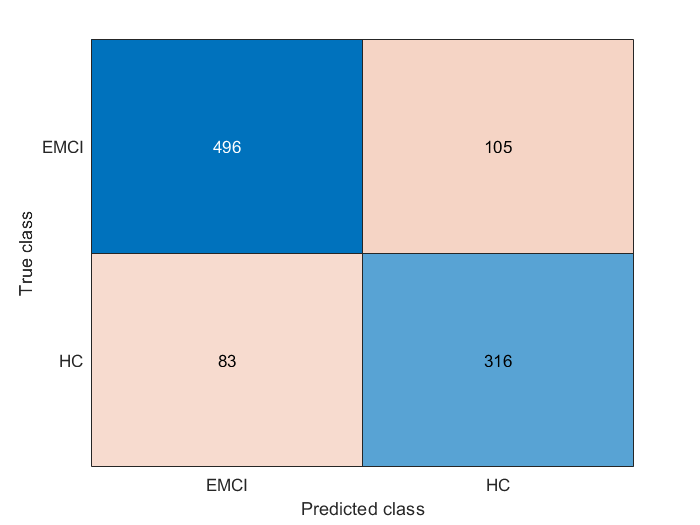 EMCI 496 105
True class
HC 83 316
EMCI HC
Predicted class